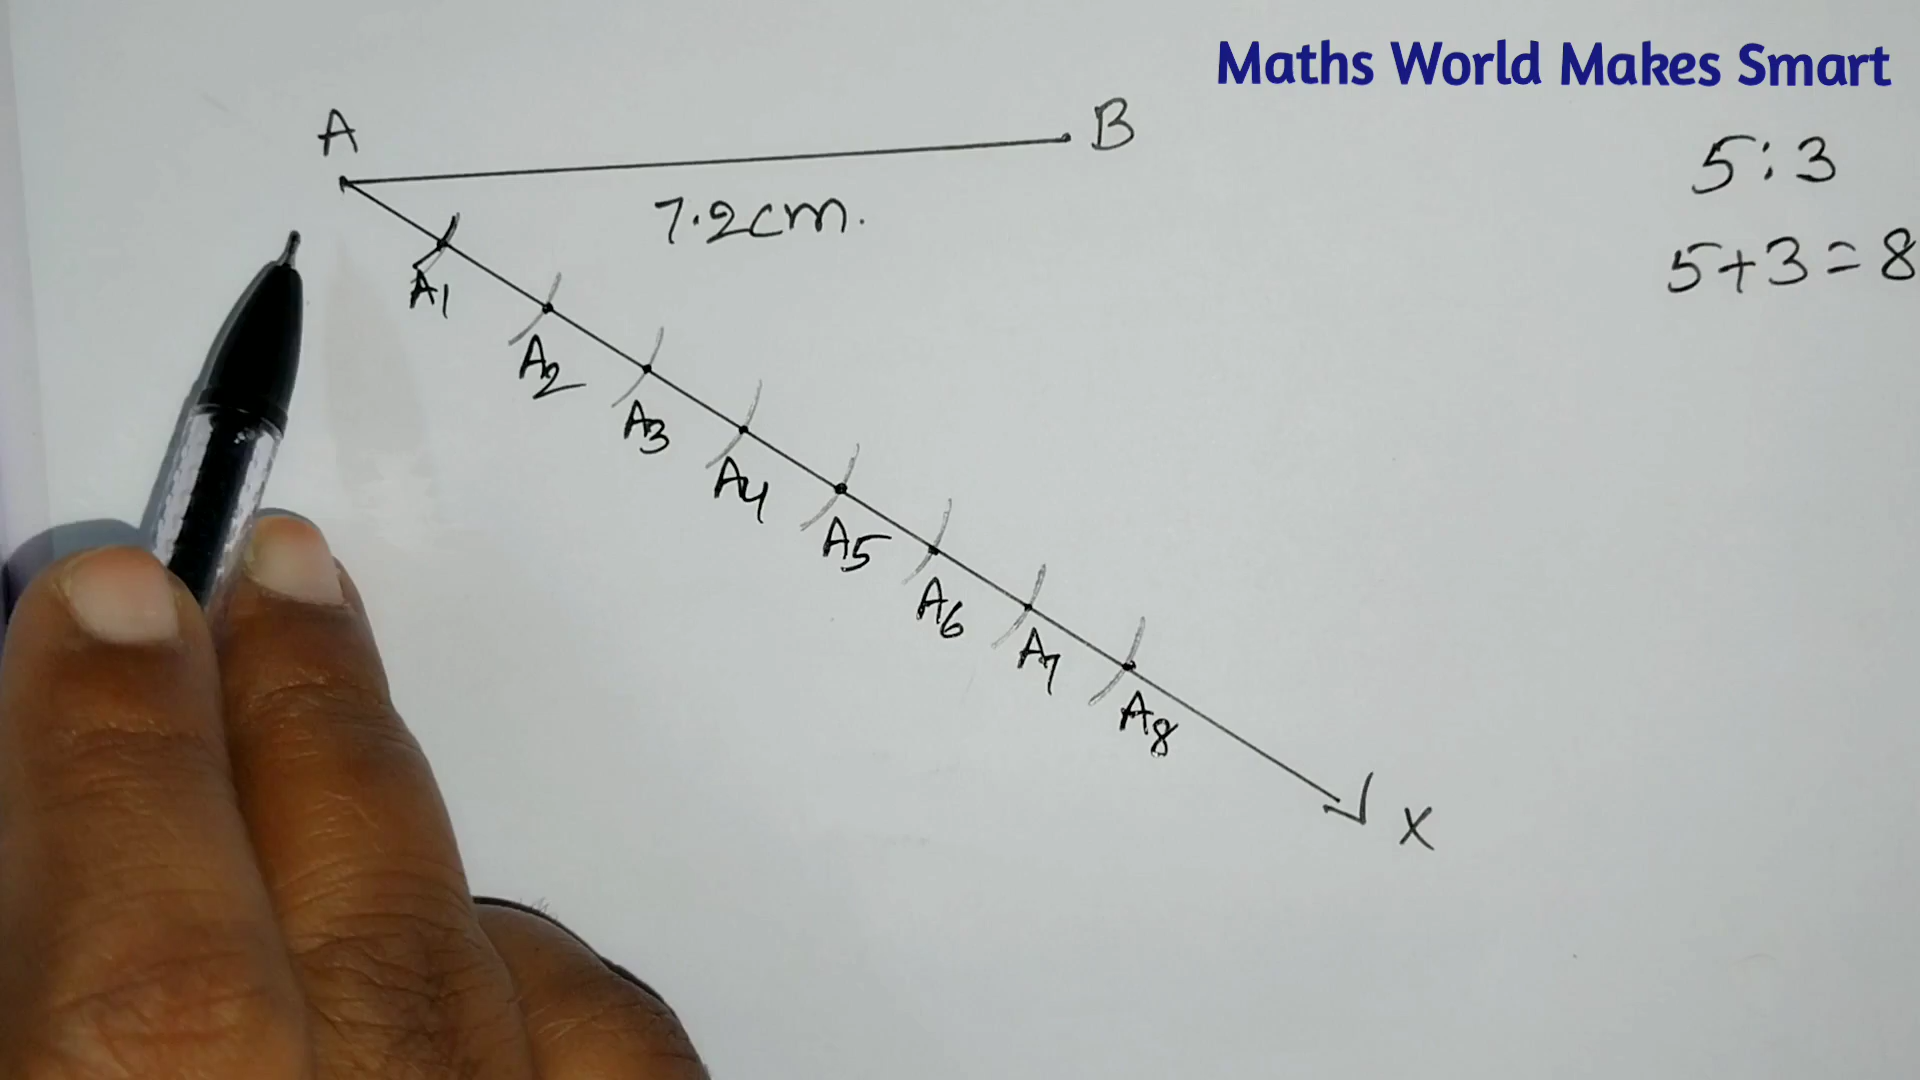 Maths World Makes Smart
A B
7.2cm.
5:3
5+3=8
A1
A2
A3
A4
A5
A6
A7
A8
X